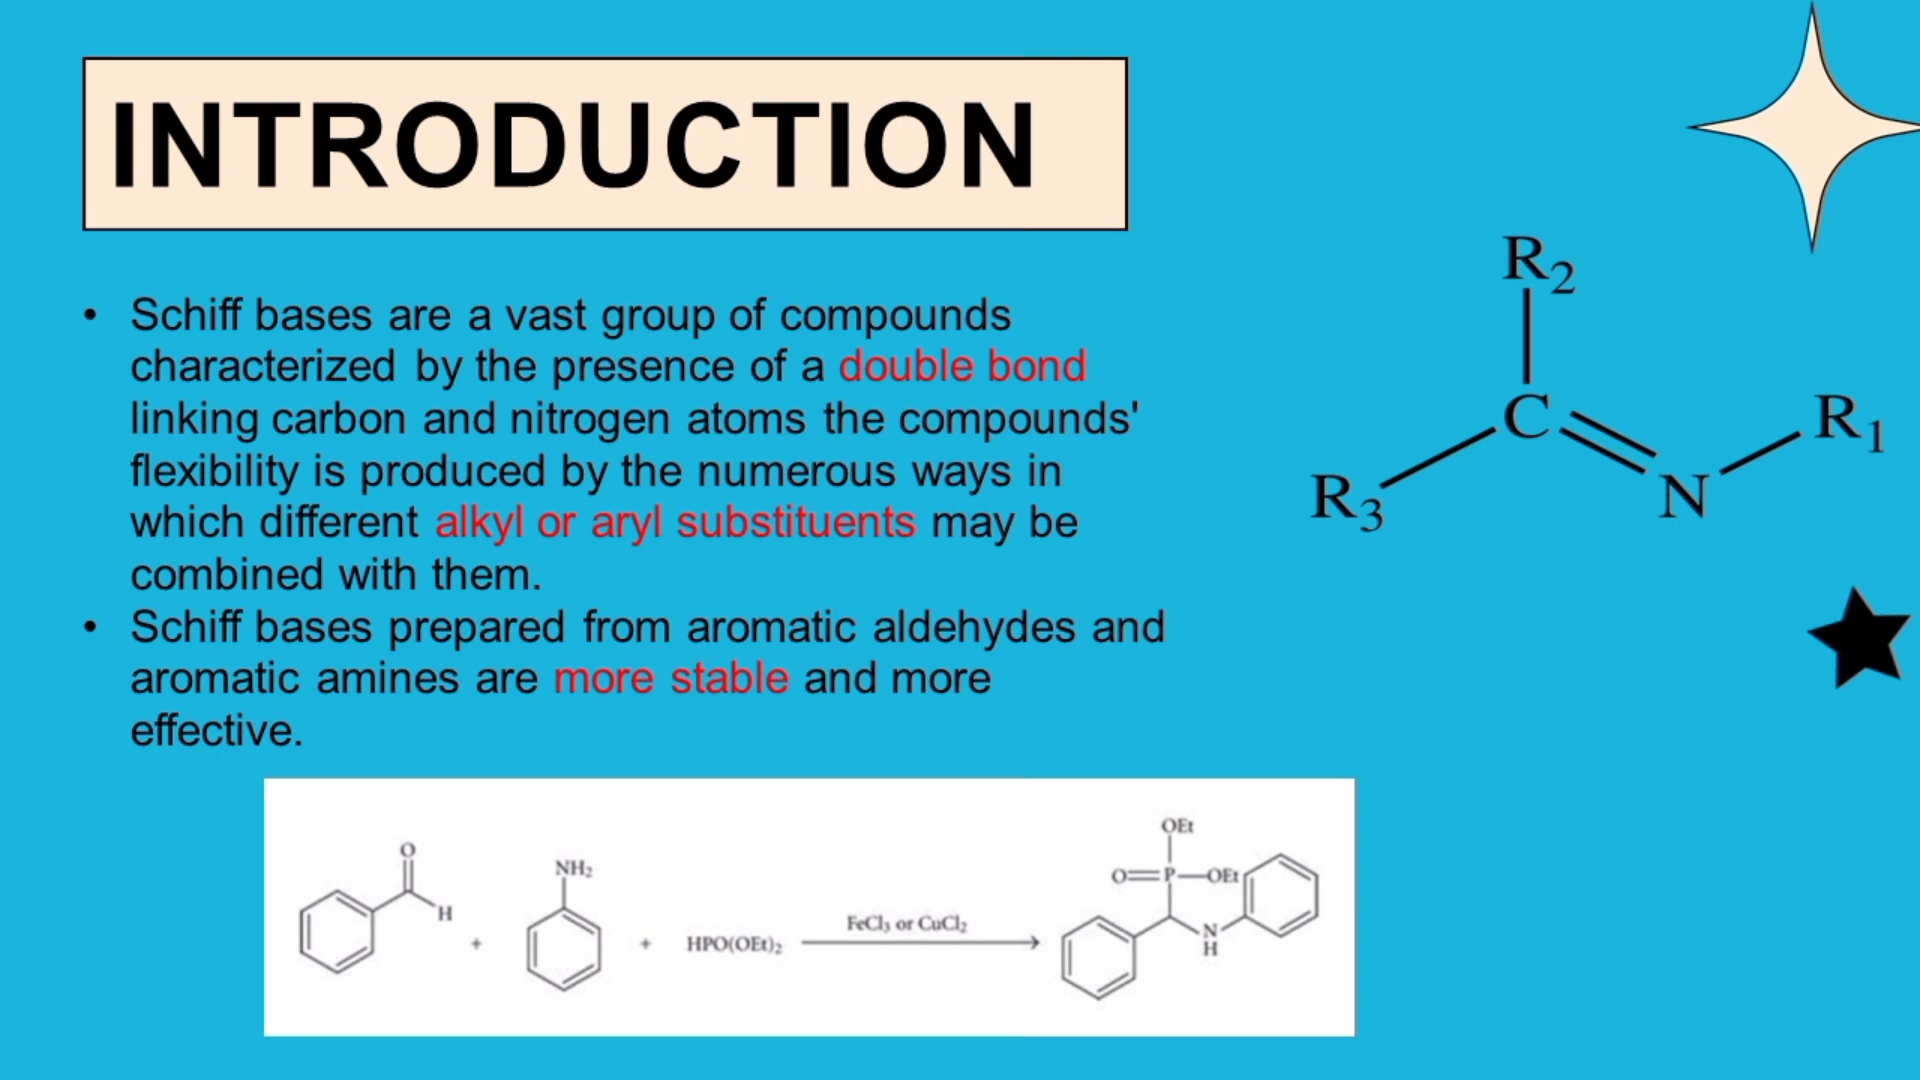 INTRODUCTION
• Schiff bases are a vast group of compounds
characterized by the presence of a double bond
linking carbon and nitrogen atoms the compounds'
flexibility is produced by the numerous ways in
which different alkyl or aryl substituents may be
combined with them.
• Schiff bases prepared from aromatic aldehydes and
aromatic amines are more stable and more
effective.
R₂
C
R₁
R₃
N
O
H
+
NH₂
+
HPO(OEt)₂
FeCl₃ or CuCl₂
OEt
O
P
OEt
N
H